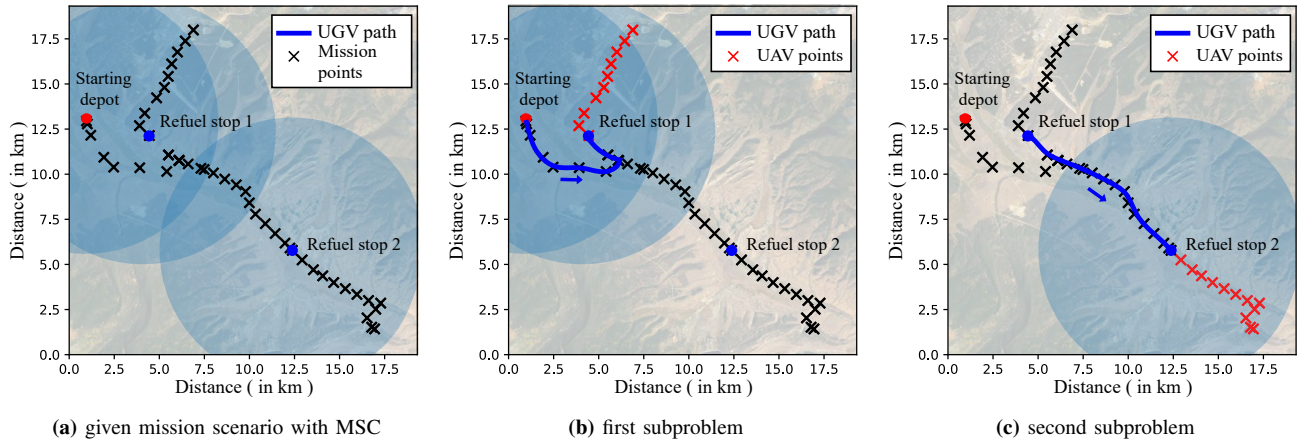 17.5
15.0
12.5
10.0
7.5
5.0
2.5
0.0
Distance ( in km )
0.0 2.5 5.0 7.5 10.0 12.5 15.0 17.5
Distance ( in km )
UGV path
Mission
points
Starting
depot
Refuel stop 1
Refuel stop 2
(a) given mission scenario with MSC
17.5
15.0
12.5
10.0
7.5
5.0
2.5
0.0
Distance ( in km )
0.0 2.5 5.0 7.5 10.0 12.5 15.0 17.5
Distance ( in km )
UGV path
UAV points
Starting
depot
Refuel stop 1
Refuel stop 2
(b) first subproblem
17.5
15.0
12.5
10.0
7.5
5.0
2.5
0.0
Distance ( in km )
0.0 2.5 5.0 7.5 10.0 12.5 15.0 17.5
Distance ( in km )
UGV path
UAV points
Starting
depot
Refuel stop 1
Refuel stop 2
(c) second subproblem